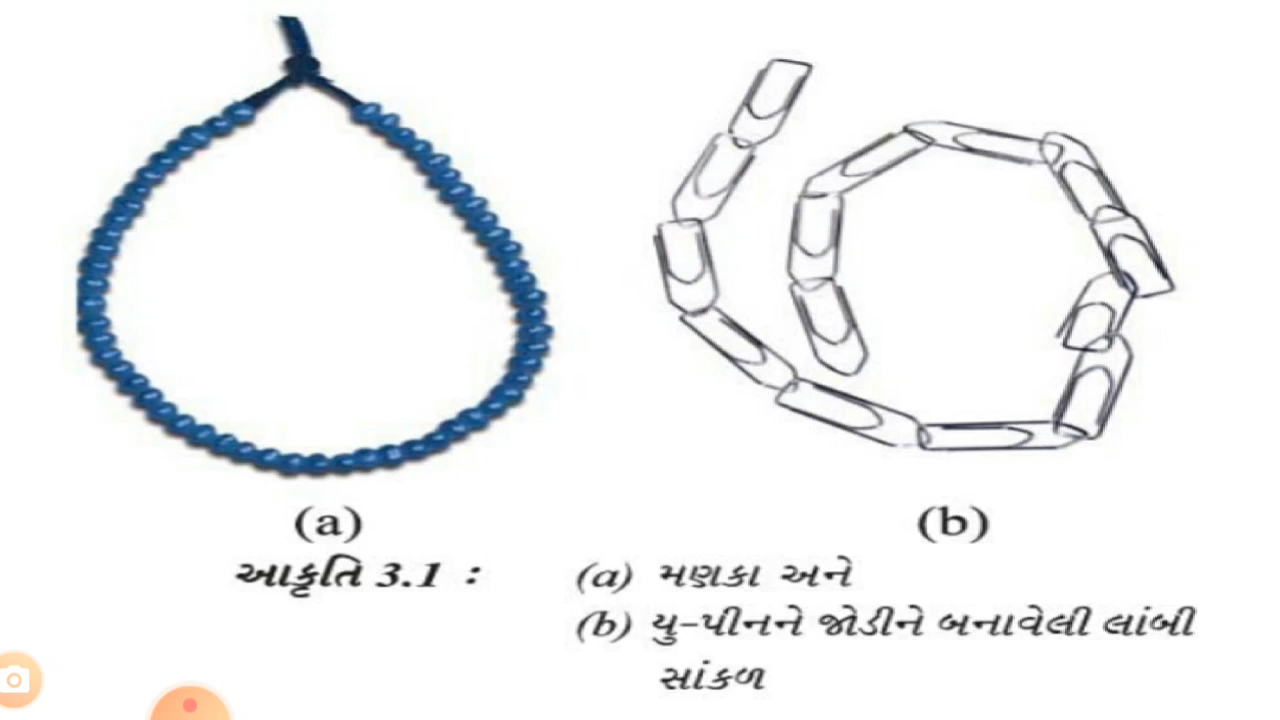 (a)
(b)
આકૃતિ 3.1 : (a) મણકા અને
(b) યુ-પીનને જોડીને બનાવેલી લાંબી
સાંકળ